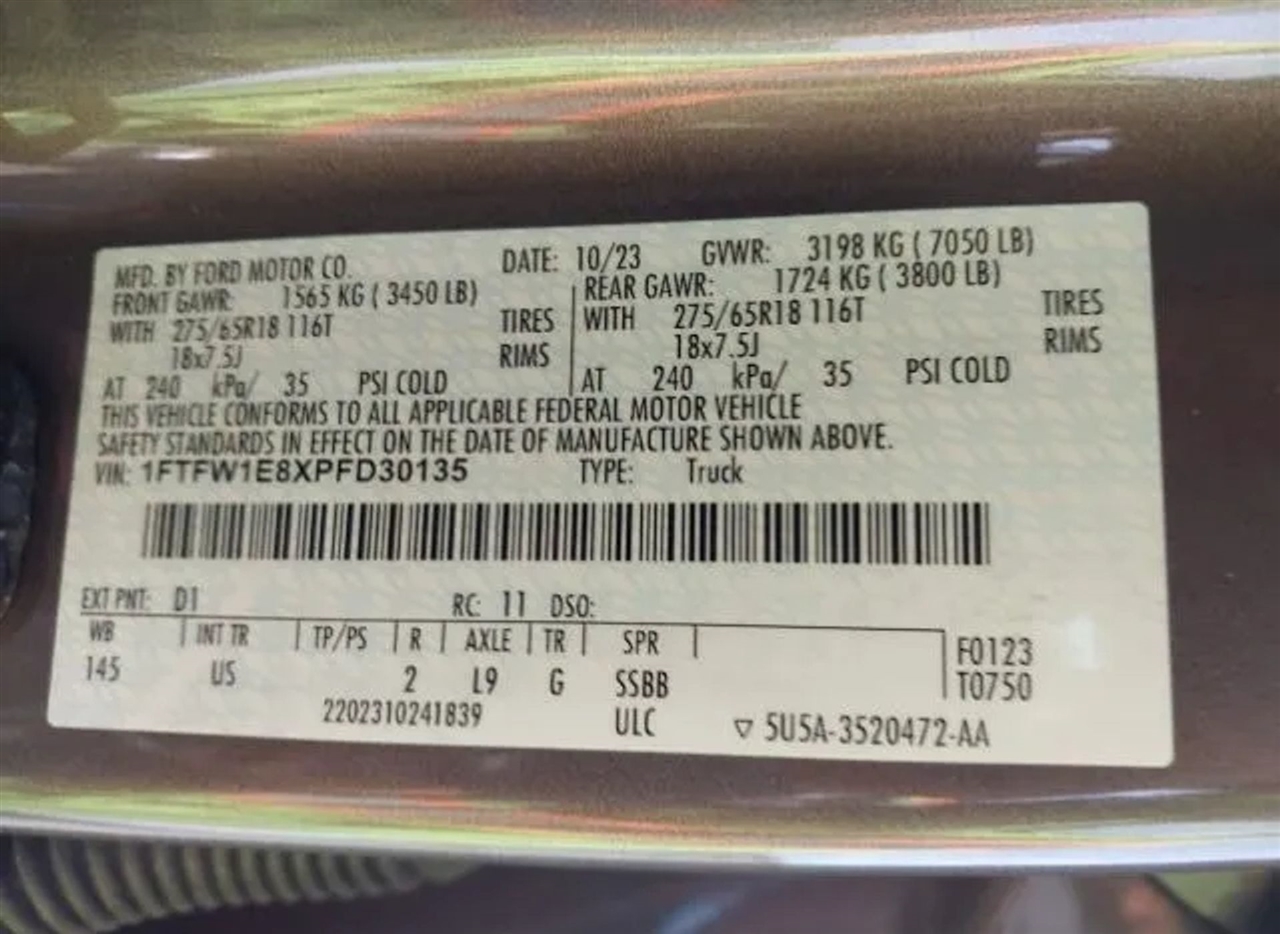 MFD. BY FORD MOTOR CO. DATE: 10/23 GVWR: 3198 KG ( 7050 LB)
FRONT GAWR: 1565 KG ( 3450 LB) REAR GAWR: 1724 KG ( 3800 LB)
WITH 275/65R18 116T TIRES WITH 275/65R18 116T TIRES
18x7.5J RIMS 18x7.5J RIMS
AT 240 kPa/ 35 PSI COLD AT 240 kPa/ 35 PSI COLD
THIS VEHICLE CONFORMS TO ALL APPLICABLE FEDERAL MOTOR VEHICLE
SAFETY STANDARDS IN EFFECT ON THE DATE OF MANUFACTURE SHOWN ABOVE.
VIN: 1FTFW1E8XPFD30135 TYPE: Truck
EXT PNT: D1 RC: 11 DSO:
WB INT TR TP/PS R AXLE TR SPR F0123
145 US 2 L9 G SSBB T0750
2202310241839 ULC ▽ 5U5A-3520472-AA